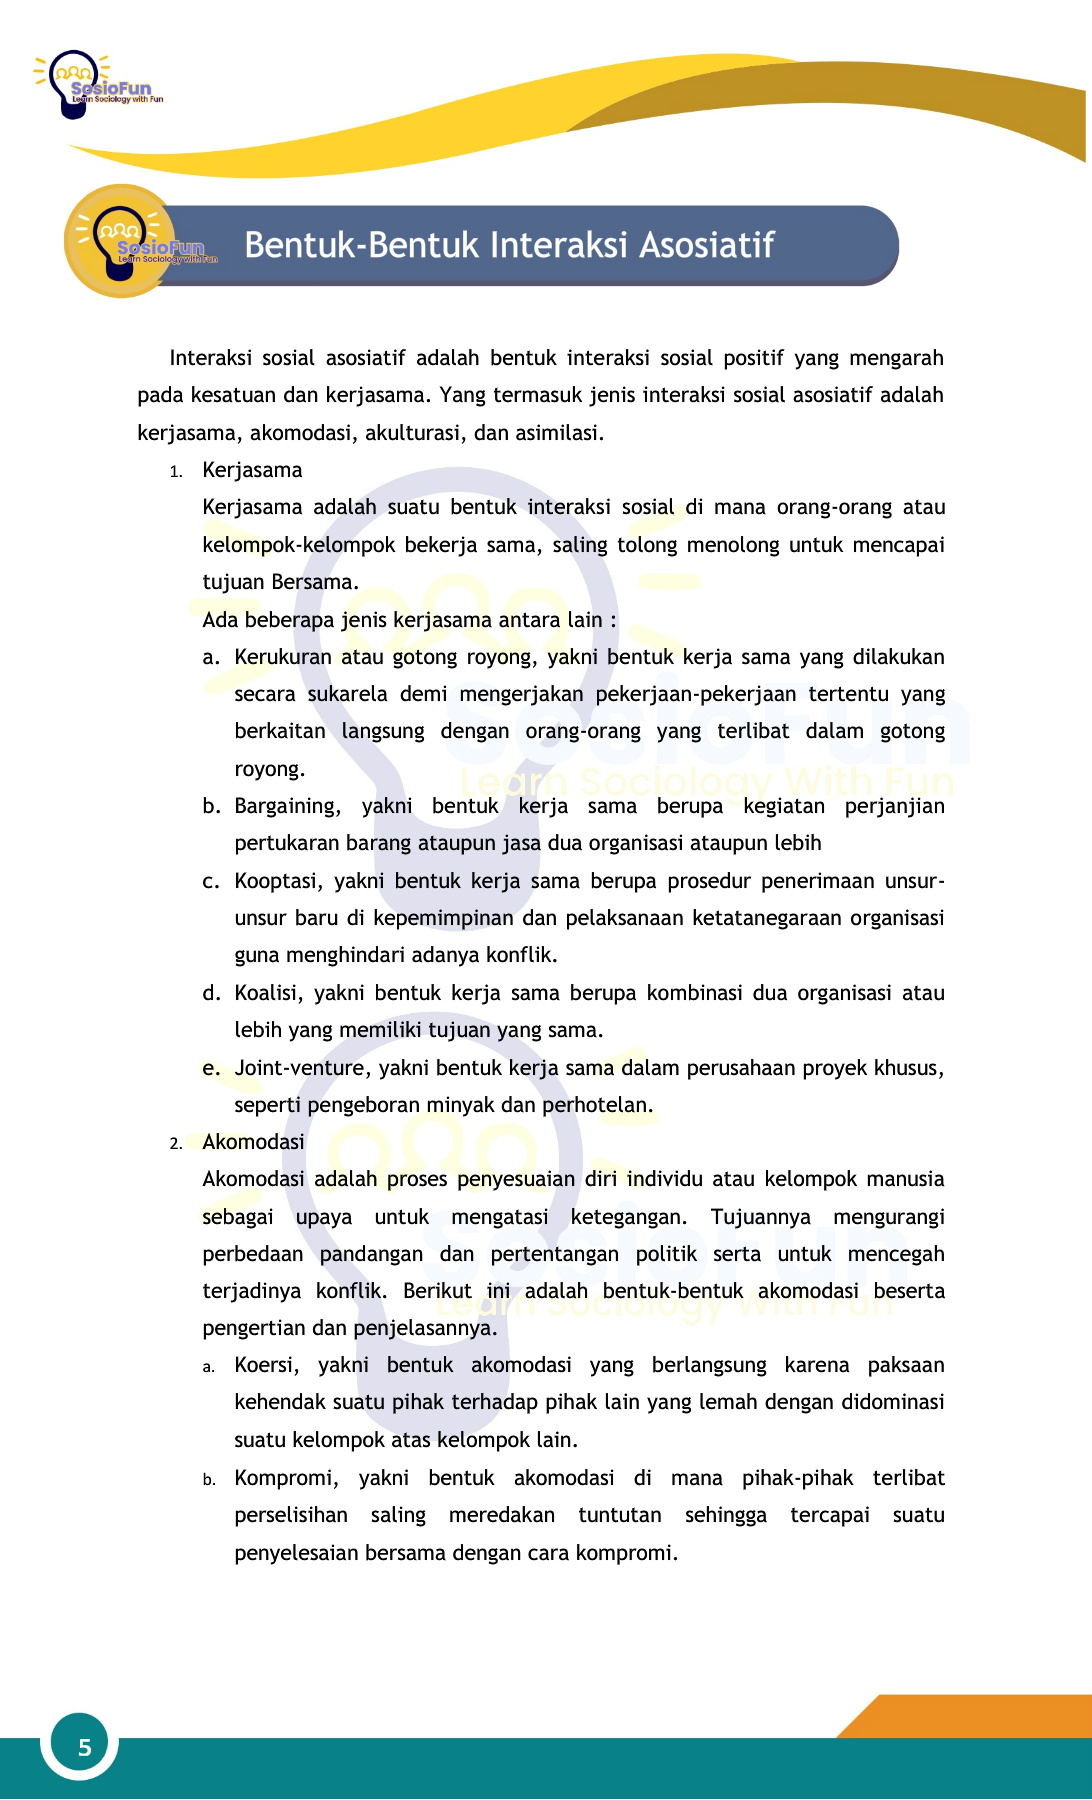 SosioFun
Learn Sociology with Fun
SosioFun
Learn Sociology with Fun
Bentuk-Bentuk Interaksi Asosiatif
Interaksi sosial asosiatif adalah bentuk interaksi sosial positif yang mengarah
pada kesatuan dan kerjasama. Yang termasuk jenis interaksi sosial asosiatif adalah
kerjasama, akomodasi, akulturasi, dan asimilasi.
1. Kerjasama
Kerjasama adalah suatu bentuk interaksi sosial di mana orang-orang atau
kelompok-kelompok bekerja sama, saling tolong menolong untuk mencapai
tujuan Bersama.
Ada beberapa jenis kerjasama antara lain :
a. Kerukuran atau gotong royong, yakni bentuk kerja sama yang dilakukan
secara sukarela demi mengerjakan pekerjaan-pekerjaan tertentu yang
berkaitan langsung dengan orang-orang yang terlibat dalam gotong
royong.
b. Bargaining, yakni bentuk kerja sama berupa kegiatan perjanjian
pertukaran barang ataupun jasa dua organisasi ataupun lebih
c. Kooptasi, yakni bentuk kerja sama berupa prosedur penerimaan unsur-
unsur baru di kepemimpinan dan pelaksanaan ketatanegaraan organisasi
guna menghindari adanya konflik.
d. Koalisi, yakni bentuk kerja sama berupa kombinasi dua organisasi atau
lebih yang memiliki tujuan yang sama.
e. Joint-venture, yakni bentuk kerja sama dalam perusahaan proyek khusus,
seperti pengeboran minyak dan perhotelan.
2. Akomodasi
Akomodasi adalah proses penyesuaian diri individu atau kelompok manusia
sebagai upaya untuk mengatasi ketegangan. Tujuannya mengurangi
perbedaan pandangan dan pertentangan politik serta untuk mencegah
terjadinya konflik. Berikut ini adalah bentuk-bentuk akomodasi beserta
pengertian dan penjelasannya.
a. Koersi, yakni bentuk akomodasi yang berlangsung karena paksaan
kehendak suatu pihak terhadap pihak lain yang lemah dengan didominasi
suatu kelompok atas kelompok lain.
b. Kompromi, yakni bentuk akomodasi di mana pihak-pihak terlibat
perselisihan saling meredakan tuntutan sehingga tercapai suatu
penyelesaian bersama dengan cara kompromi.
SosioFun
Learn Sociology With Fun
SosioFun
Learn Sociology With Fun
5